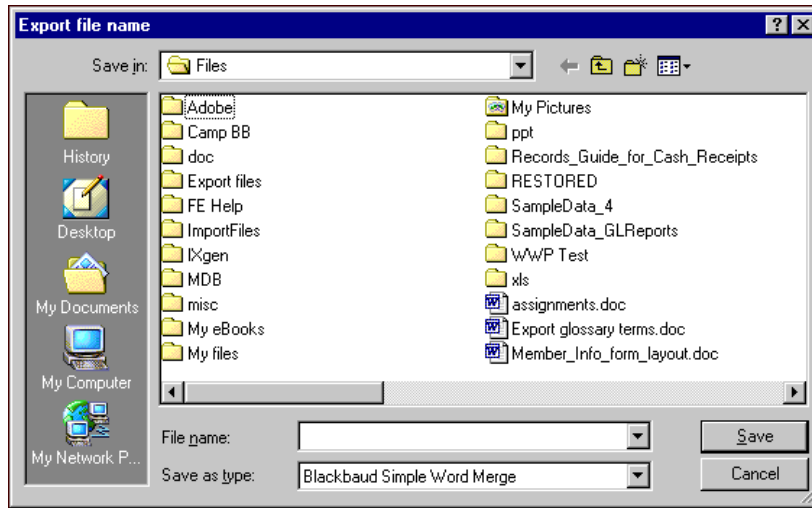 Export file name
Save in: Files
History
Desktop
My Documents
My Computer
My Network P...
Adobe
Camp BB
doc
Export files
FE Help
ImportFiles
IXgen
MDB
misc
My eBooks
My files
My Pictures
ppt
Records_Guide_for_Cash_Receipts
RESTORED
SampleData_4
SampleData_GLReports
WWP Test
xls
assignments.doc
Export glossary terms.doc
Member_Info_form_layout.doc
File name:
Save
Save as type: Blackbaud Simple Word Merge
Cancel